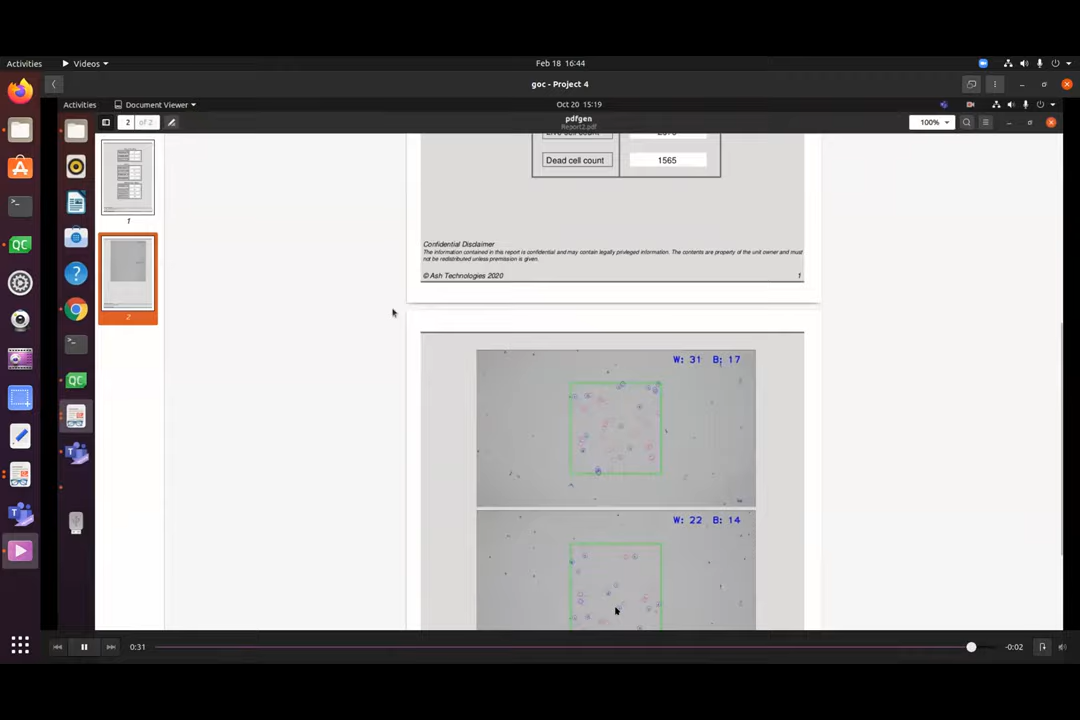 Activities Videos Feb 18 16:44
goc - Project 4
Activities Document Viewer Oct 20 15:19
2 of 2 pdfgen 100%
Report2.pdf
1
2
Dead cell count 1565
Confidential Disclaimer
The information contained in this report is confidential and may contain legally privileged information. The contents are property of the unit owner and must
not be redistributed unless permission is given.
© Ash Technologies 2020 1
W: 31 B: 17
W: 22 B: 14
0:31 -0:02